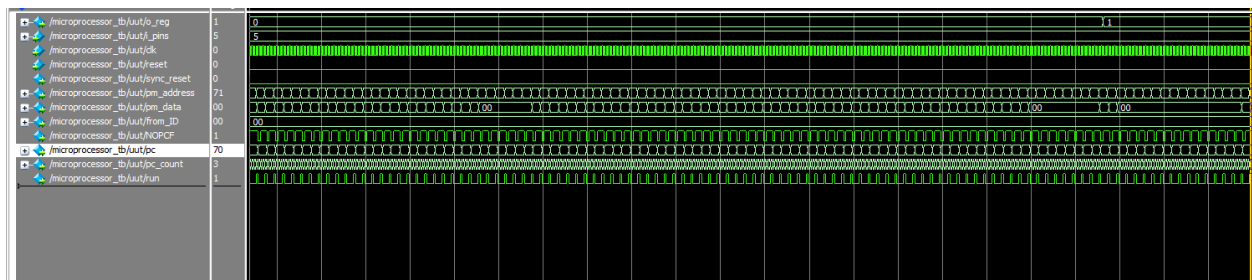 /microprocessor_tb/uut/o_reg 1 0 1
/microprocessor_tb/uut/i_pins 5 5
/microprocessor_tb/uut/clk 0
/microprocessor_tb/uut/reset 0
/microprocessor_tb/uut/sync_reset 0
/microprocessor_tb/uut/pm_address 71
/microprocessor_tb/uut/pm_data 00 00 00 00
/microprocessor_tb/uut/from_ID 00 00
/microprocessor_tb/uut/NOPCF 1
/microprocessor_tb/uut/pc 70
/microprocessor_tb/uut/pc_count 3
/microprocessor_tb/uut/run 1